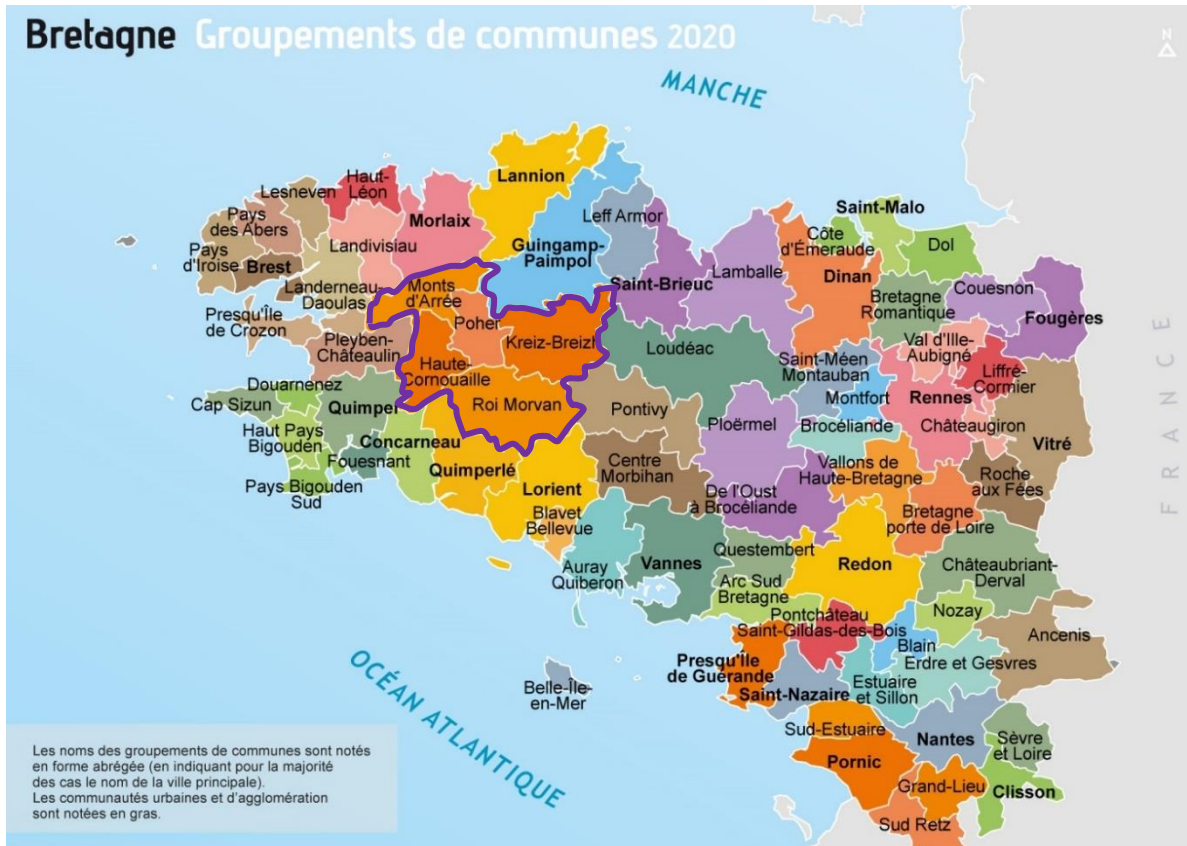 Bretagne Groupements de communes 2020
N
MANCHE
Lannion
Haut-
Léon
Lesneven
Morlaix
Leff Armor
Saint-Malo
Pays
des Abers
Côte
d'Émeraude
Dol
Landivisiau
Guingamp-
Paimpol
Pays
d'Iroise
Brest
Saint-Brieuc
Lamballe
Dinan
Landerneau-
Daoulas
Monts
d'Arrée
Bretagne
Romantique
Couesnon
Fougères
Presqu'Île
de Crozon
Poher
Pleyben-
Châteaulin
Kreiz-Breizh
Loudéac
Val d'Ille-
Aubigné
Saint-Méen
Montauban
Liffré-
Cormier
Haute-
Cornouaille
Douarnenez
Cap Sizun
Quimper
Roi Morvan
Pontivy
Montfort
Rennes
Ploërmel
Brocéliande
Châteaugiron
Haut Pays
Bigouden
Concarneau
Vitré
Fouesnant
Quimperlé
Centre
Morbihan
Vallons de
Haute-Bretagne
Roche
aux Fées
Pays Bigouden
Sud
Lorient
De l'Oust
à Brocéliande
Blavet
Bellevue
Bretagne
porte de Loire
FRANCE
Auray
Quiberon
Vannes
Questembert
Redon
Châteaubriant-
Derval
Arc Sud
Bretagne
Pontchâteau
Saint-Gildas-des-Bois
Nozay
Ancenis
Blain
Presqu'Île
de Guérande
Erdre et Gesvres
OCÉAN ATLANTIQUE
Belle-Île-
en-Mer
Saint-Nazaire
Estuaire
et Sillon
Sud-Estuaire
Nantes
Sèvre
et Loire
Pornic
Grand-Lieu
Clisson
Sud Retz
Les noms des groupements de communes sont notés
en forme abrégée (en indiquant pour la majorité
des cas le nom de la ville principale).
Les communautés urbaines et d'agglomération
sont notées en gras.